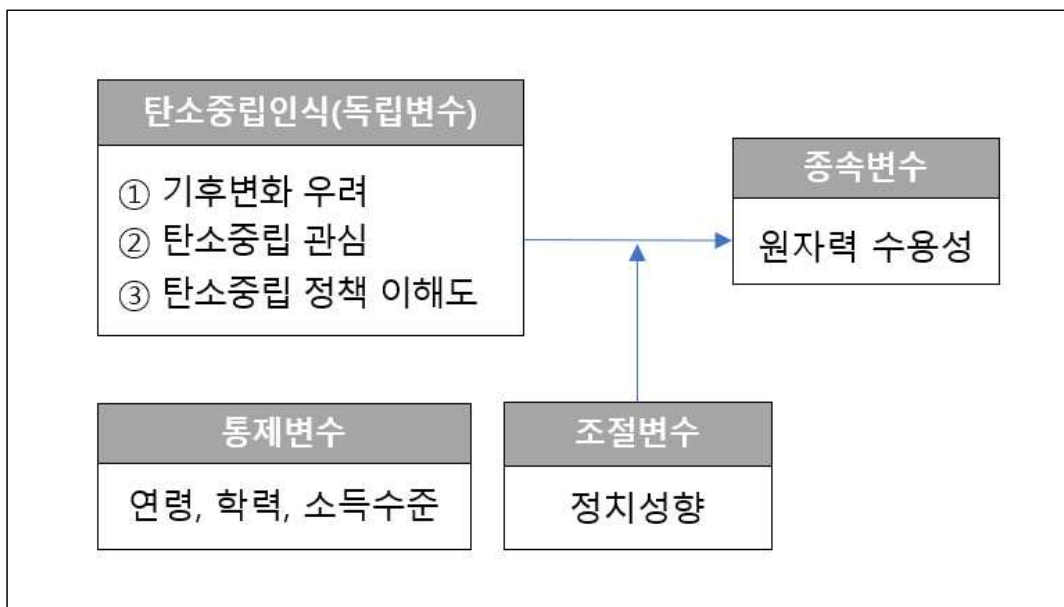 탄소중립인식(독립변수)
① 기후변화 우려
② 탄소중립 관심
③ 탄소중립 정책 이해도
종속변수
원자력 수용성
통제변수
연령, 학력, 소득수준
조절변수
정치성향